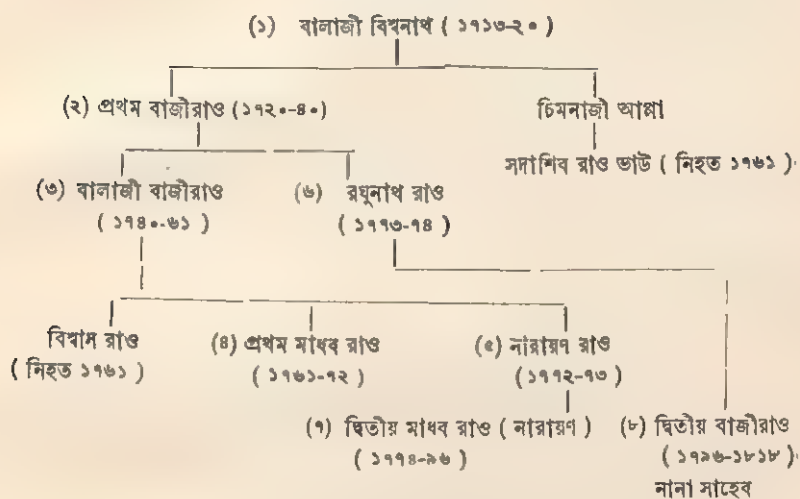 (১) বালাজী বিশ্বনাথ ( ১৭১৩-২০ )
(২) প্রথম বাজীরাও (১৭২০-৪০) চিমনাজী আপ্পা
সদাশিব রাও ভাউ ( নিহত ১৭৬১ )
(৩) বালাজী বাজীরাও (৬) রঘুনাথ রাও
( ১৭৪০-৬১ ) ( ১৭৭৩-৭৪ )
বিশ্বাস রাও (৪) প্রথম মাধব রাও (৫) নারায়ণ রাও
( নিহত ১৭৬১ ) ( ১৭৬১-৭২ ) ( ১৭৭২-৭৩ )
(৭) দ্বিতীয় মাধব রাও ( নারায়ণ ) (৮) দ্বিতীয় বাজীরাও
( ১৭৭৪-৯৬ ) ( ১৭৯৬-১৮১৮ )
নানা সাহেব